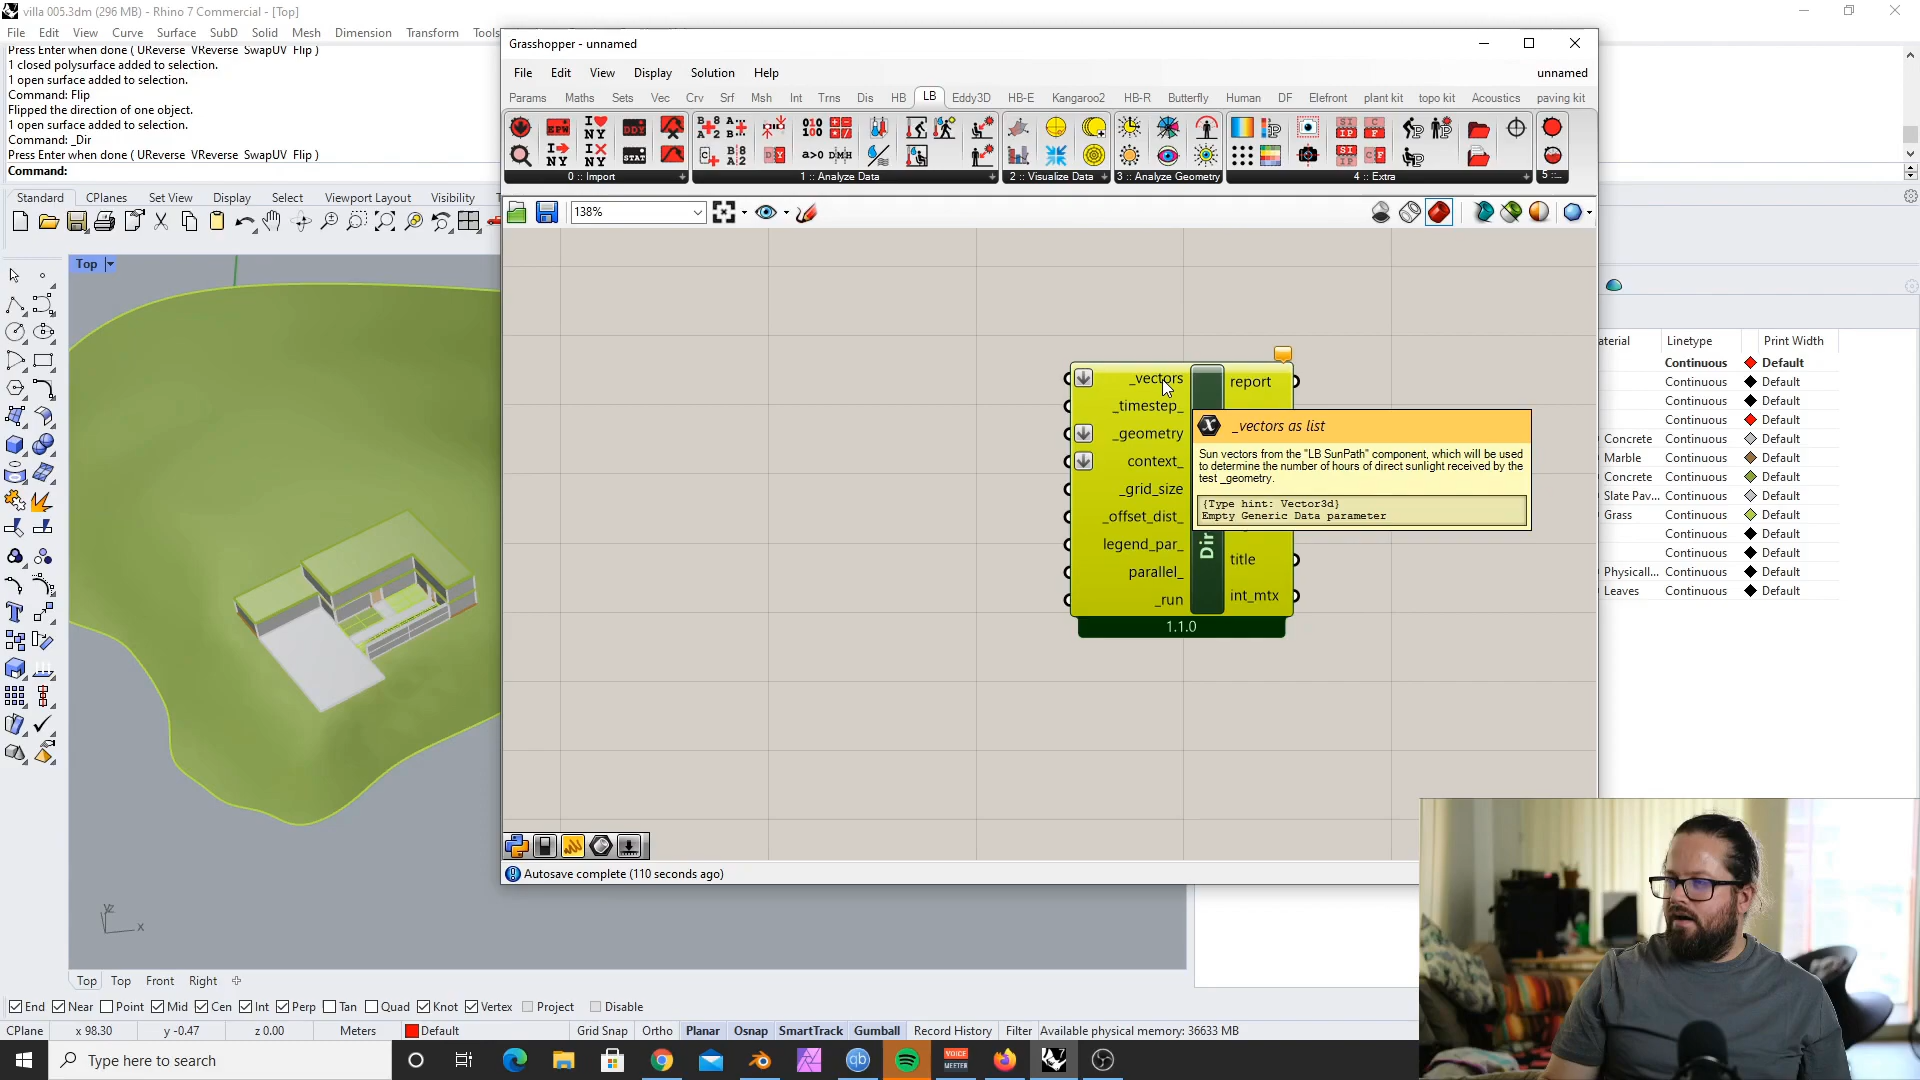 villa 005.3dm (296 MB) - Rhino 7 Commercial - [Top]
File Edit View Curve Surface SubD Solid Mesh Dimension Transform Tools
Press Enter when done ( UReverse VReverse SwapUV Flip )
1 closed polysurface added to selection.
1 open surface added to selection.
Command: Flip
Flipped the direction of one object.
1 open surface added to selection.
Command: _Dir
Press Enter when done ( UReverse VReverse SwapUV Flip )
Command:
Standard CPlanes Set View Display Select Viewport Layout Visibility
Top
Grasshopper - unnamed
File Edit View Display Solution Help unnamed
Params Maths Sets Vec Crv Srf Msh Int Trns Dis HB LB Eddy3D HB-E Kangaroo2 HB-R Butterfly Human DF Elefront plant kit topo kit Acoustics paving kit
0 :: Import 1 :: Analyze Data 2 :: Visualize Data 3 :: Analyze Geometry 4 :: Extra 5 ::...
138%
_vectors
_timestep_
_geometry
context_
_grid_size
_offset_dist_
legend_par_
parallel_
_run
Dir
report
title
int_mtx
1.1.0
_vectors as list
Sun vectors from the "LB SunPath" component, which will be used
to determine the number of hours of direct sunlight received by the
test _geometry.
{Type hint: Vector3d}
Empty Generic Data parameter
Autosave complete (110 seconds ago)
aterial Linetype Print Width
Continuous Default
Continuous Default
Continuous Default
Continuous Default
Concrete Continuous Default
Marble Continuous Default
Concrete Continuous Default
Slate Pav... Continuous Default
Grass Continuous Default
Continuous Default
Continuous Default
Physicall... Continuous Default
Leaves Continuous Default
Top Top Front Right
End Near Point Mid Cen Int Perp Tan Quad Knot Vertex Project Disable
CPlane x 98.30 y -0.47 z 0.00 Meters Default Grid Snap Ortho Planar Osnap SmartTrack Gumball Record History Filter Available physical memory: 36633 MB
Type here to search